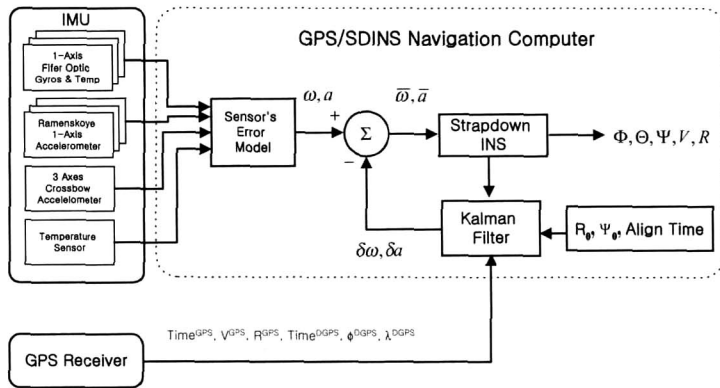 IMU
GPS/SDINS Navigation Computer
1-Axis
Fifer Optic
Gyros & Temp
Ramenskoye
1-Axis
Accelerometer
3 Axes
Crossbow
Accelelometer
Temperature
Sensor
Sensor's
Error
Model
ω, a
+
Σ
−
ω̅, a̅
Strapdown
INS
Φ, Θ, Ψ, V, R
Kalman
Filter
R₀, Ψ₀, Align Time
δω, δa
Time^GPS, V^GPS, R^GPS, Time^DGPS, ϕ^DGPS, λ^DGPS
GPS Receiver